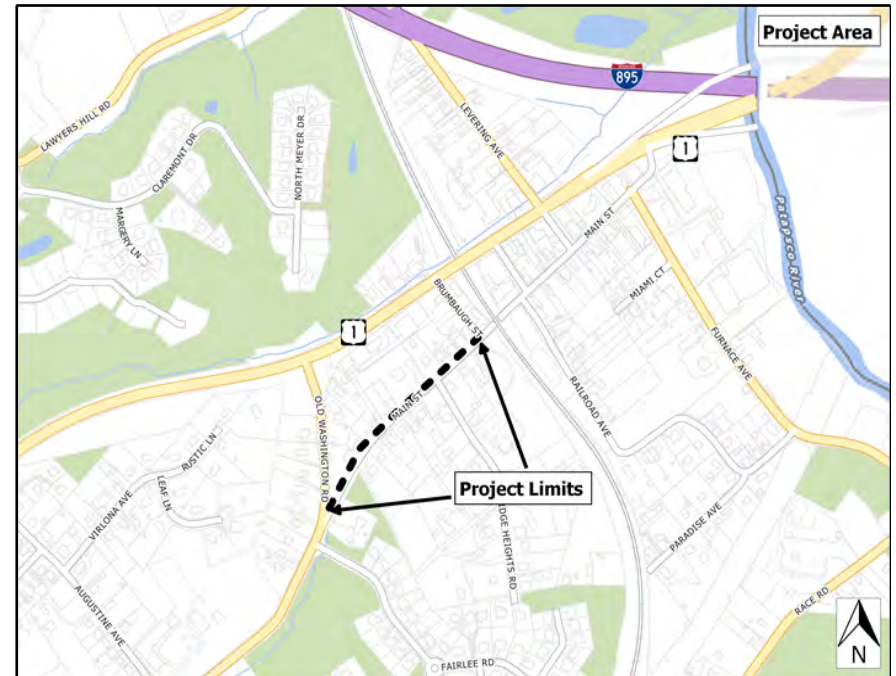 Project Area
INTERSTATE
895
LAWYERS HILL RD
CLAREMONT DR
NORTH MEYER DR
LEVERING AVE
1
MAIN ST
MARGERY LN
Patapsco River
MIAMI CT
BRUMBAUGH ST
1
FURNACE AVE
OLD WASHINGTON RD
MAIN ST
RAILROAD AVE
RUSTIC LN
Project Limits
LEAF LN
VIRLONA AVE
IDGE HEIGHTS RD
PARADISE AVE
AUGUSTINE AVE
RACE RD
FAIRLEE RD
N